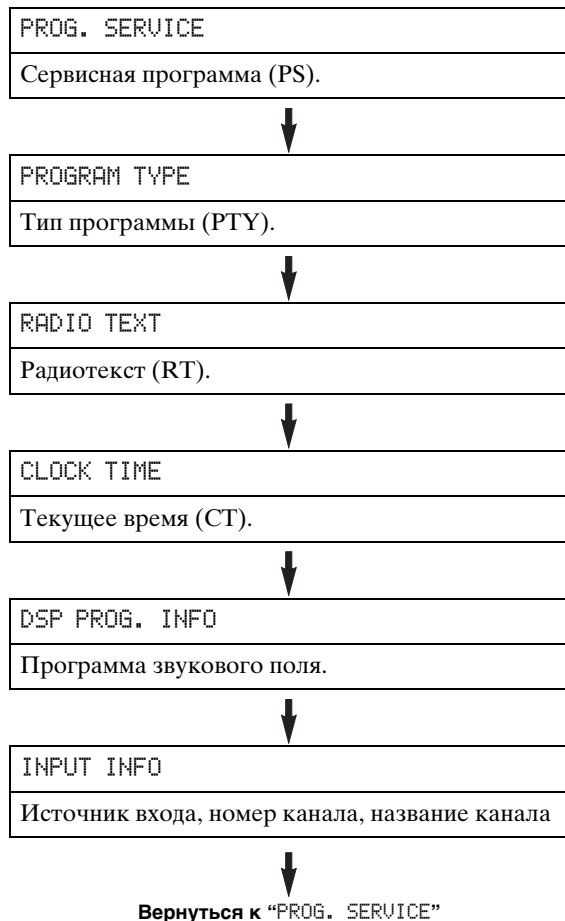 PROG. SERVICE
Сервисная программа (PS).
PROGRAM TYPE
Тип программы (PTY).
RADIO TEXT
Радиотекст (RT).
CLOCK TIME
Текущее время (CT).
DSP PROG. INFO
Программа звукового поля.
INPUT INFO
Источник входа, номер канала, название канала
Вернуться к “PROG. SERVICE”